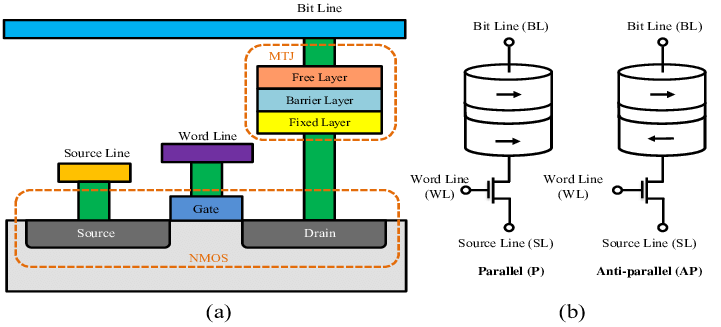 Bit Line
MTJ
Free Layer
Barrier Layer
Fixed Layer
Word Line
Source Line
Gate
Source
Drain
NMOS
(a)
Bit Line (BL)
Word Line
(WL)
Source Line (SL)
Parallel (P)
Bit Line (BL)
Word Line
(WL)
Source Line (SL)
Anti-parallel (AP)
(b)